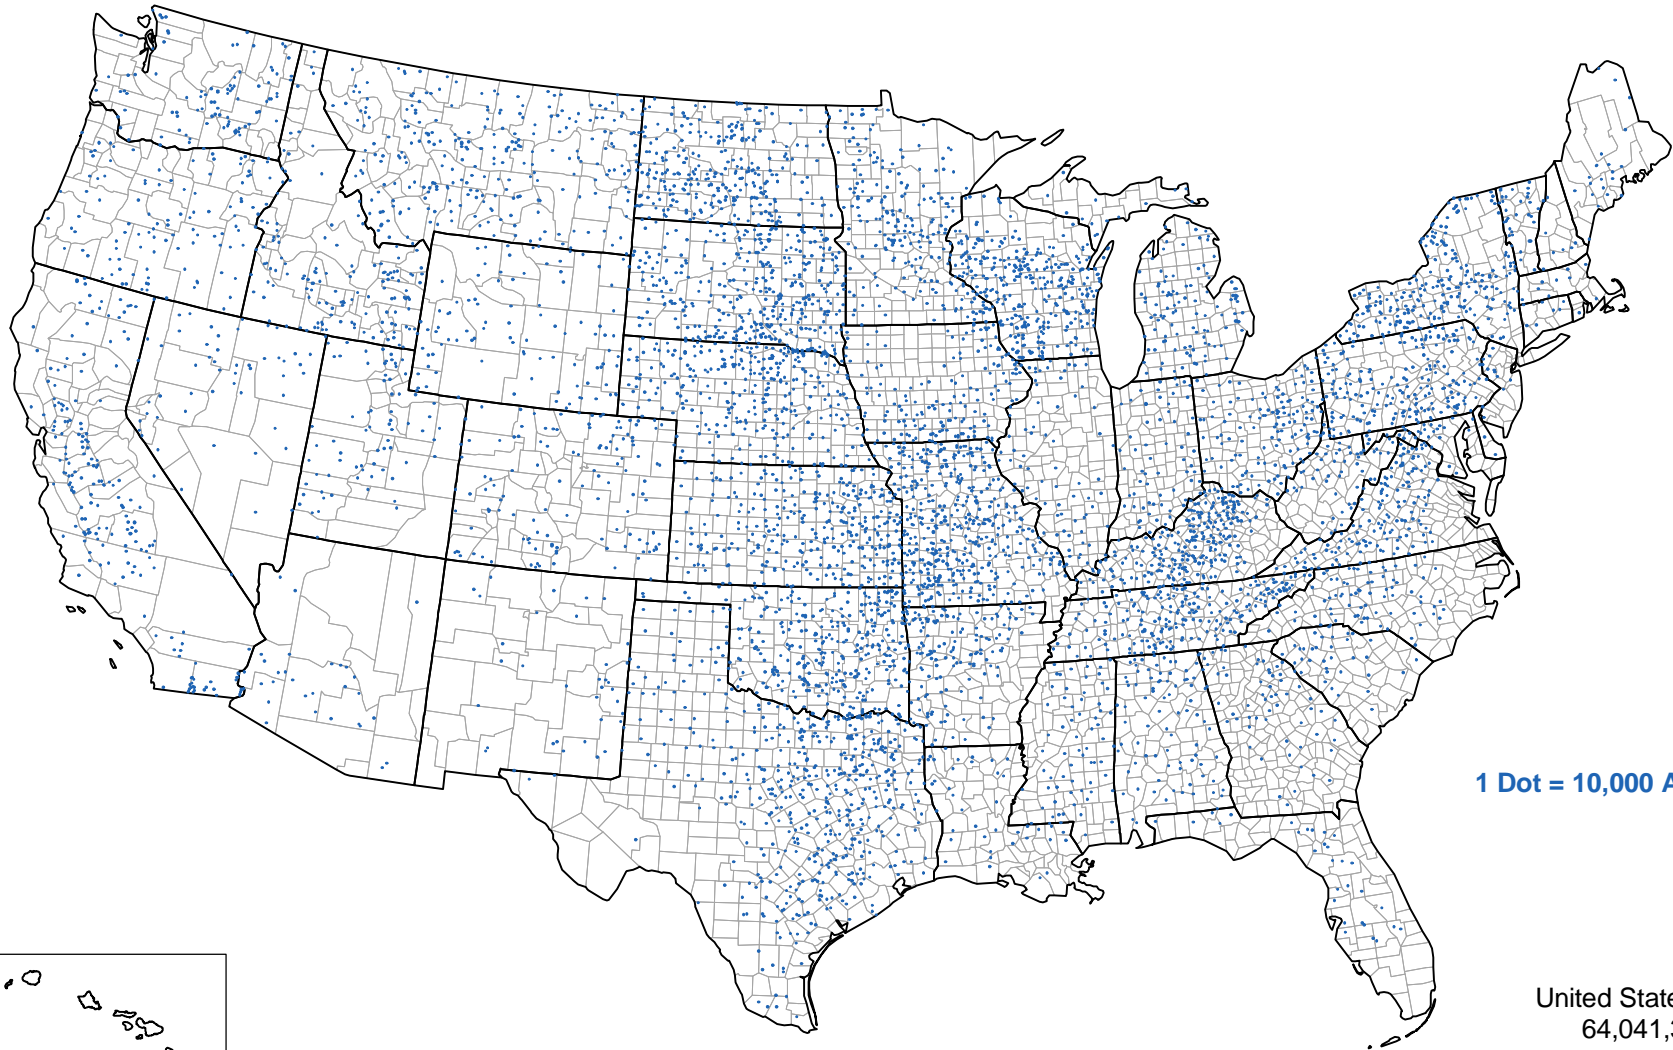 1 Dot = 10,000 A
United State
64,041,